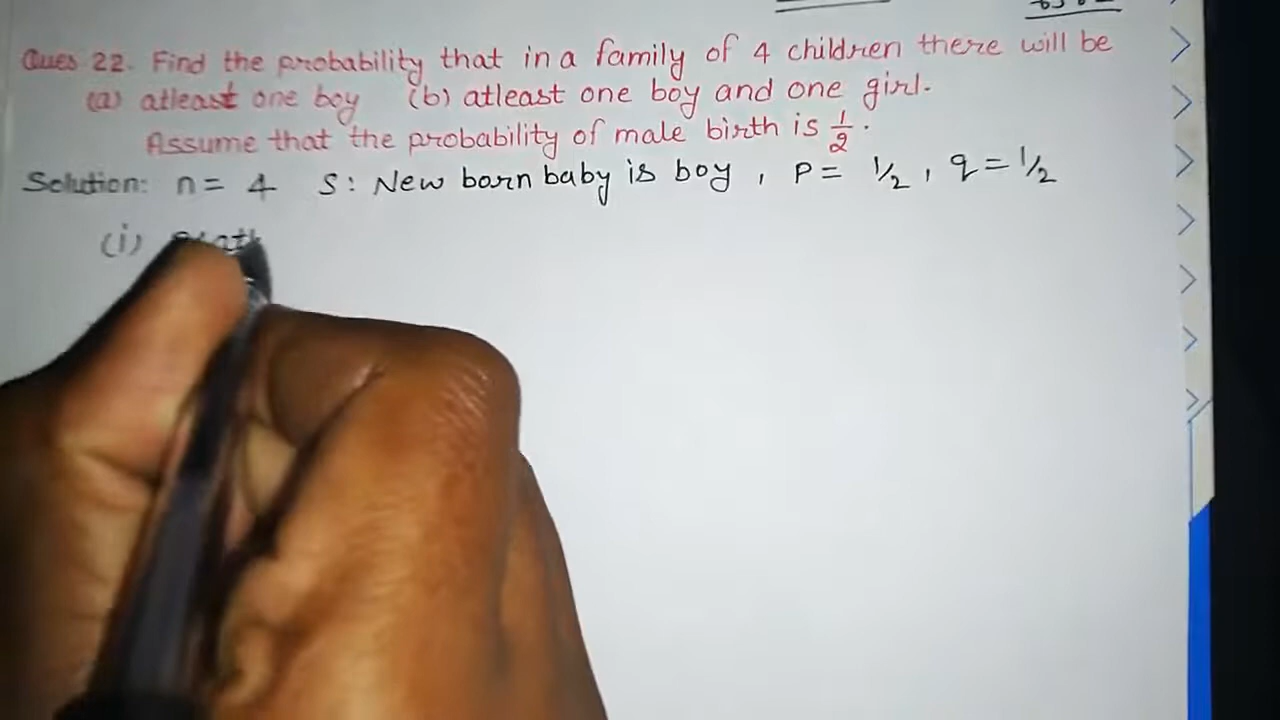 Ques 22. Find the probability that in a family of 4 children there will be
(a) atleast one boy (b) atleast one boy and one girl.
Assume that the probability of male birth is 1/2.
Solution: n = 4 S: New born baby is boy, P = 1/2, q = 1/2
(i)